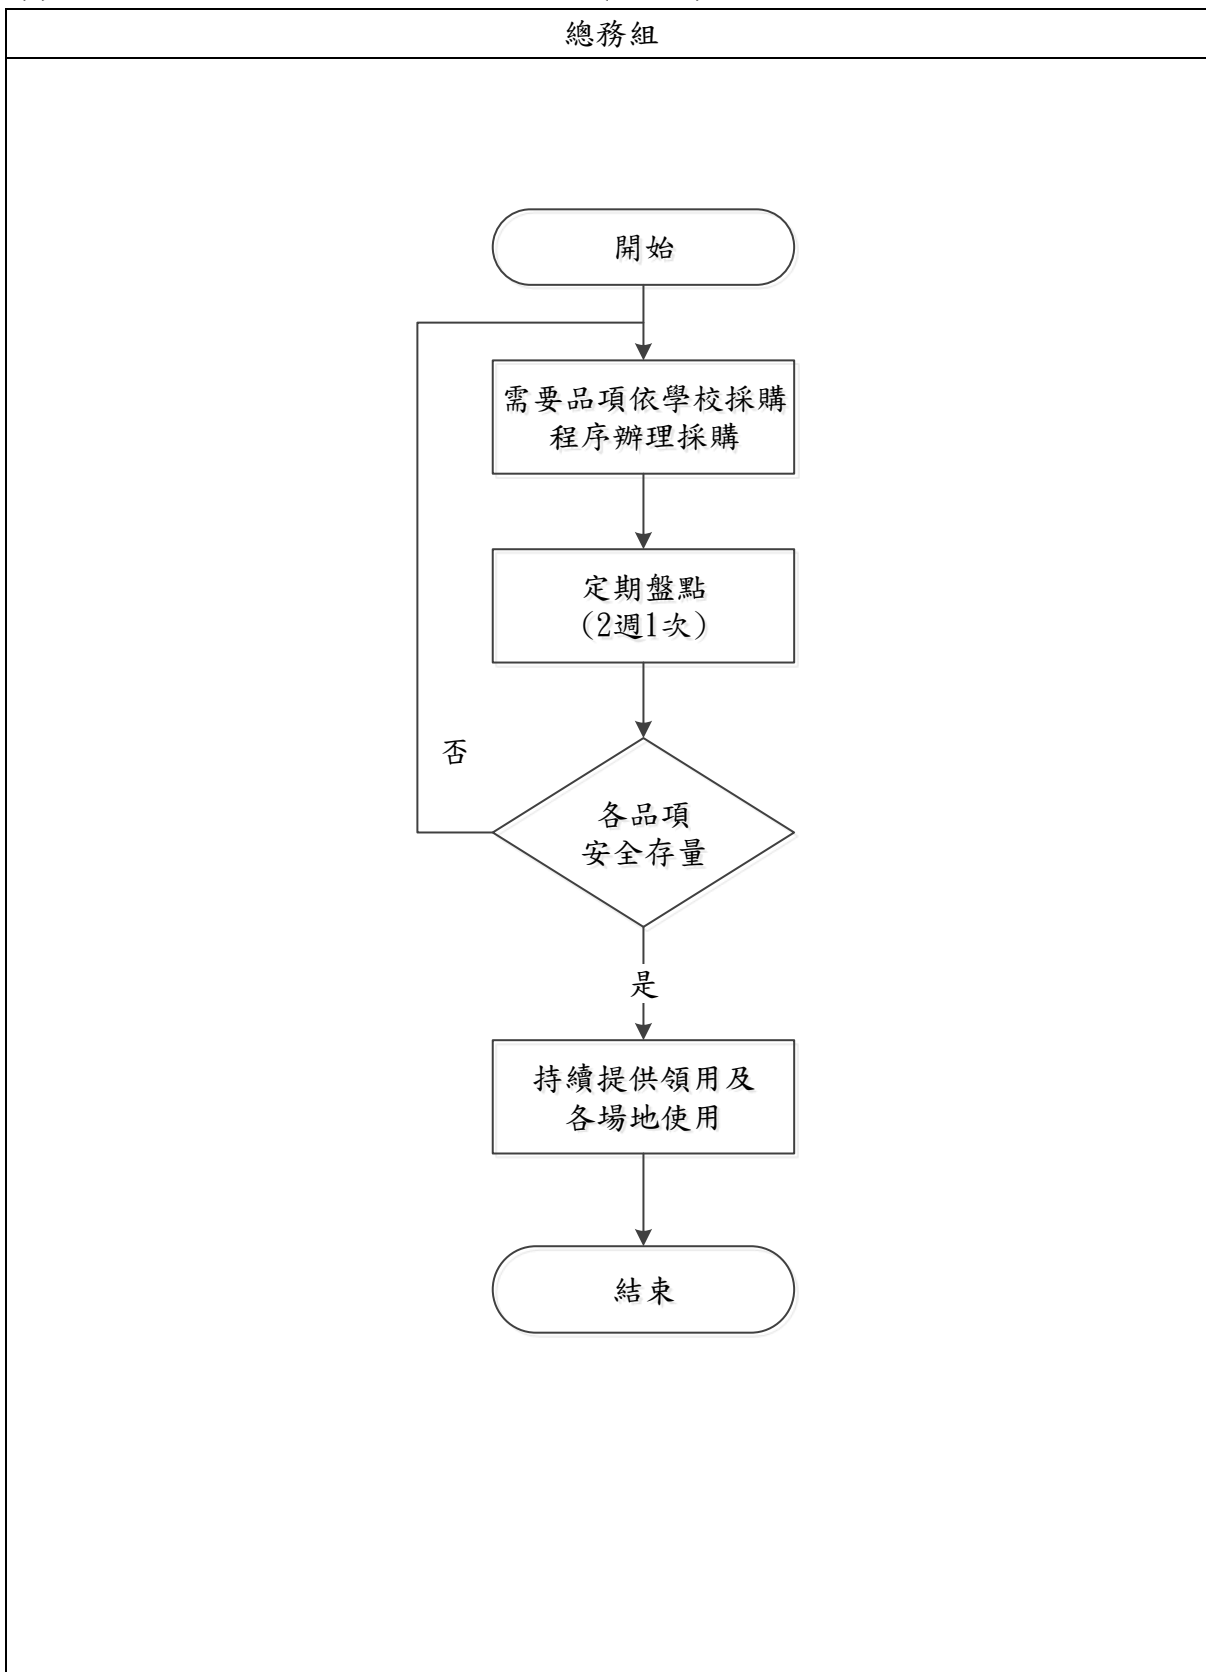 總務組
開始
需要品項依學校採購
程序辦理採購
定期盤點
(2週1次)
否
各品項
安全存量
是
持續提供領用及
各場地使用
結束